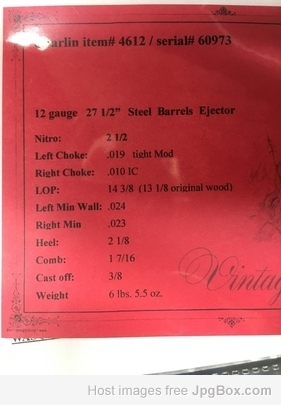 arlin item# 4612 / serial# 60973
12 gauge 27 1/2” Steel Barrels Ejector
Nitro: 2 1/2
Left Choke: .019 tight Mod
Right Choke: .010 IC
LOP: 14 3/8 (13 1/8 original wood)
Left Min Wall: .024
Right Min .023
Heel: 2 1/8
Comb: 1 7/16
Cast off: 3/8
Weight 6 lbs. 5.5 oz.
Vintag
Host images free JpgBox.com